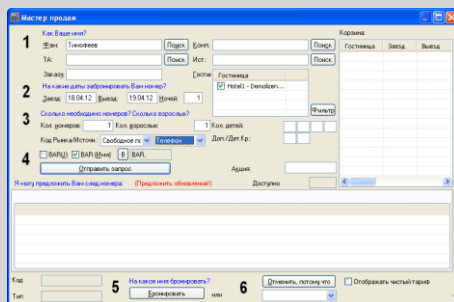 Мастер продаж
1 Как Ваше имя? Корзина:
Фам: Тимофеев Поиск Комп: Поиск Гостиница Заезд Выезд
ТА: Поиск Ист.: Поиск
Заказу Гости Гостиница
2 На какие даты забронировать Вам номер? Hotel1 - Demolizen...
Заезд: 18.04.12 Выезд: 19.04.12 Ночей: 1
Фильтр
3 Сколько необходимо номеров? Сколько взрослых?
Кол. номеров: 1 Кол. взрослых: 1 Кол. детей:
Код Рынка/Источн.: Свободное пс Телефон Доп./Дет.Кр.:
4 BAR(U) BAR(Имя) B BAR,
Отправить запрос Акция:
Я могу предложить Вам след номера: (Предложить обновление!) Доступно
Код 5 На какое имя бронировать? 6 Отменить, потому что Отображать чистый тариф
Тип Бронировать или